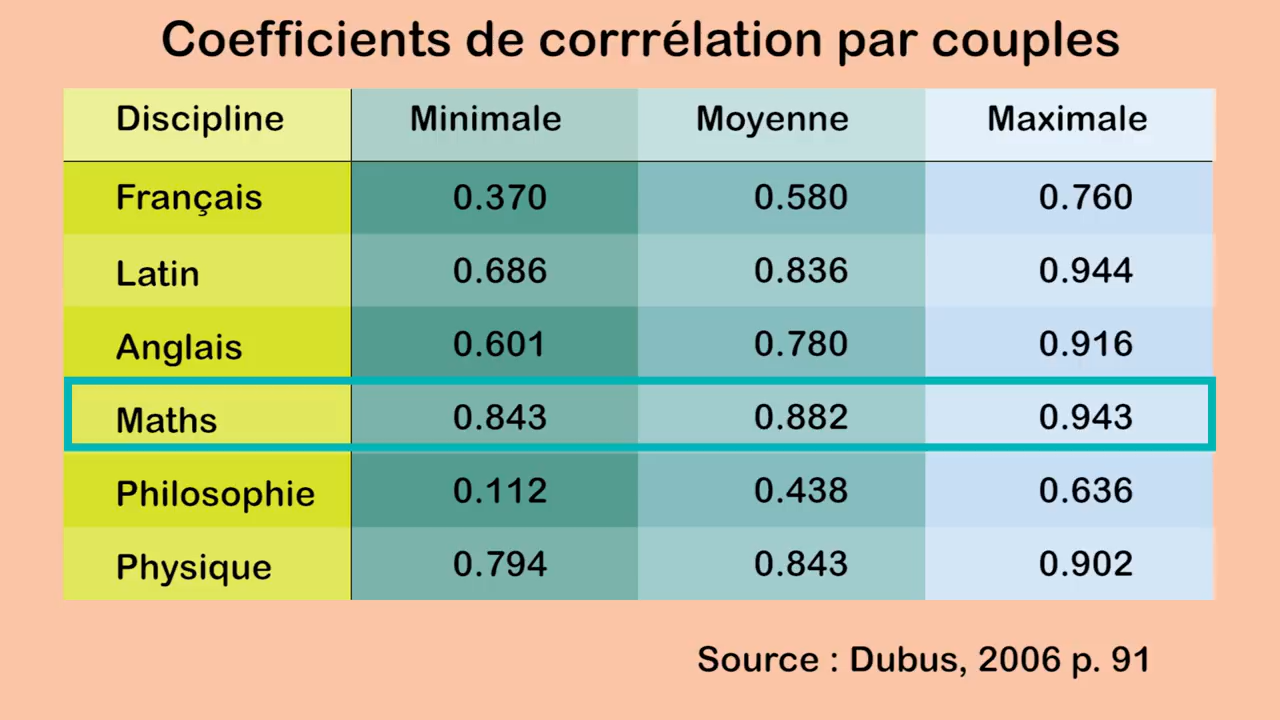 Coefficients de corrrélation par couples
Discipline Minimale Moyenne Maximale
Français 0.370 0.580 0.760
Latin 0.686 0.836 0.944
Anglais 0.601 0.780 0.916
Maths 0.843 0.882 0.943
Philosophie 0.112 0.438 0.636
Physique 0.794 0.843 0.902
Source : Dubus, 2006 p. 91